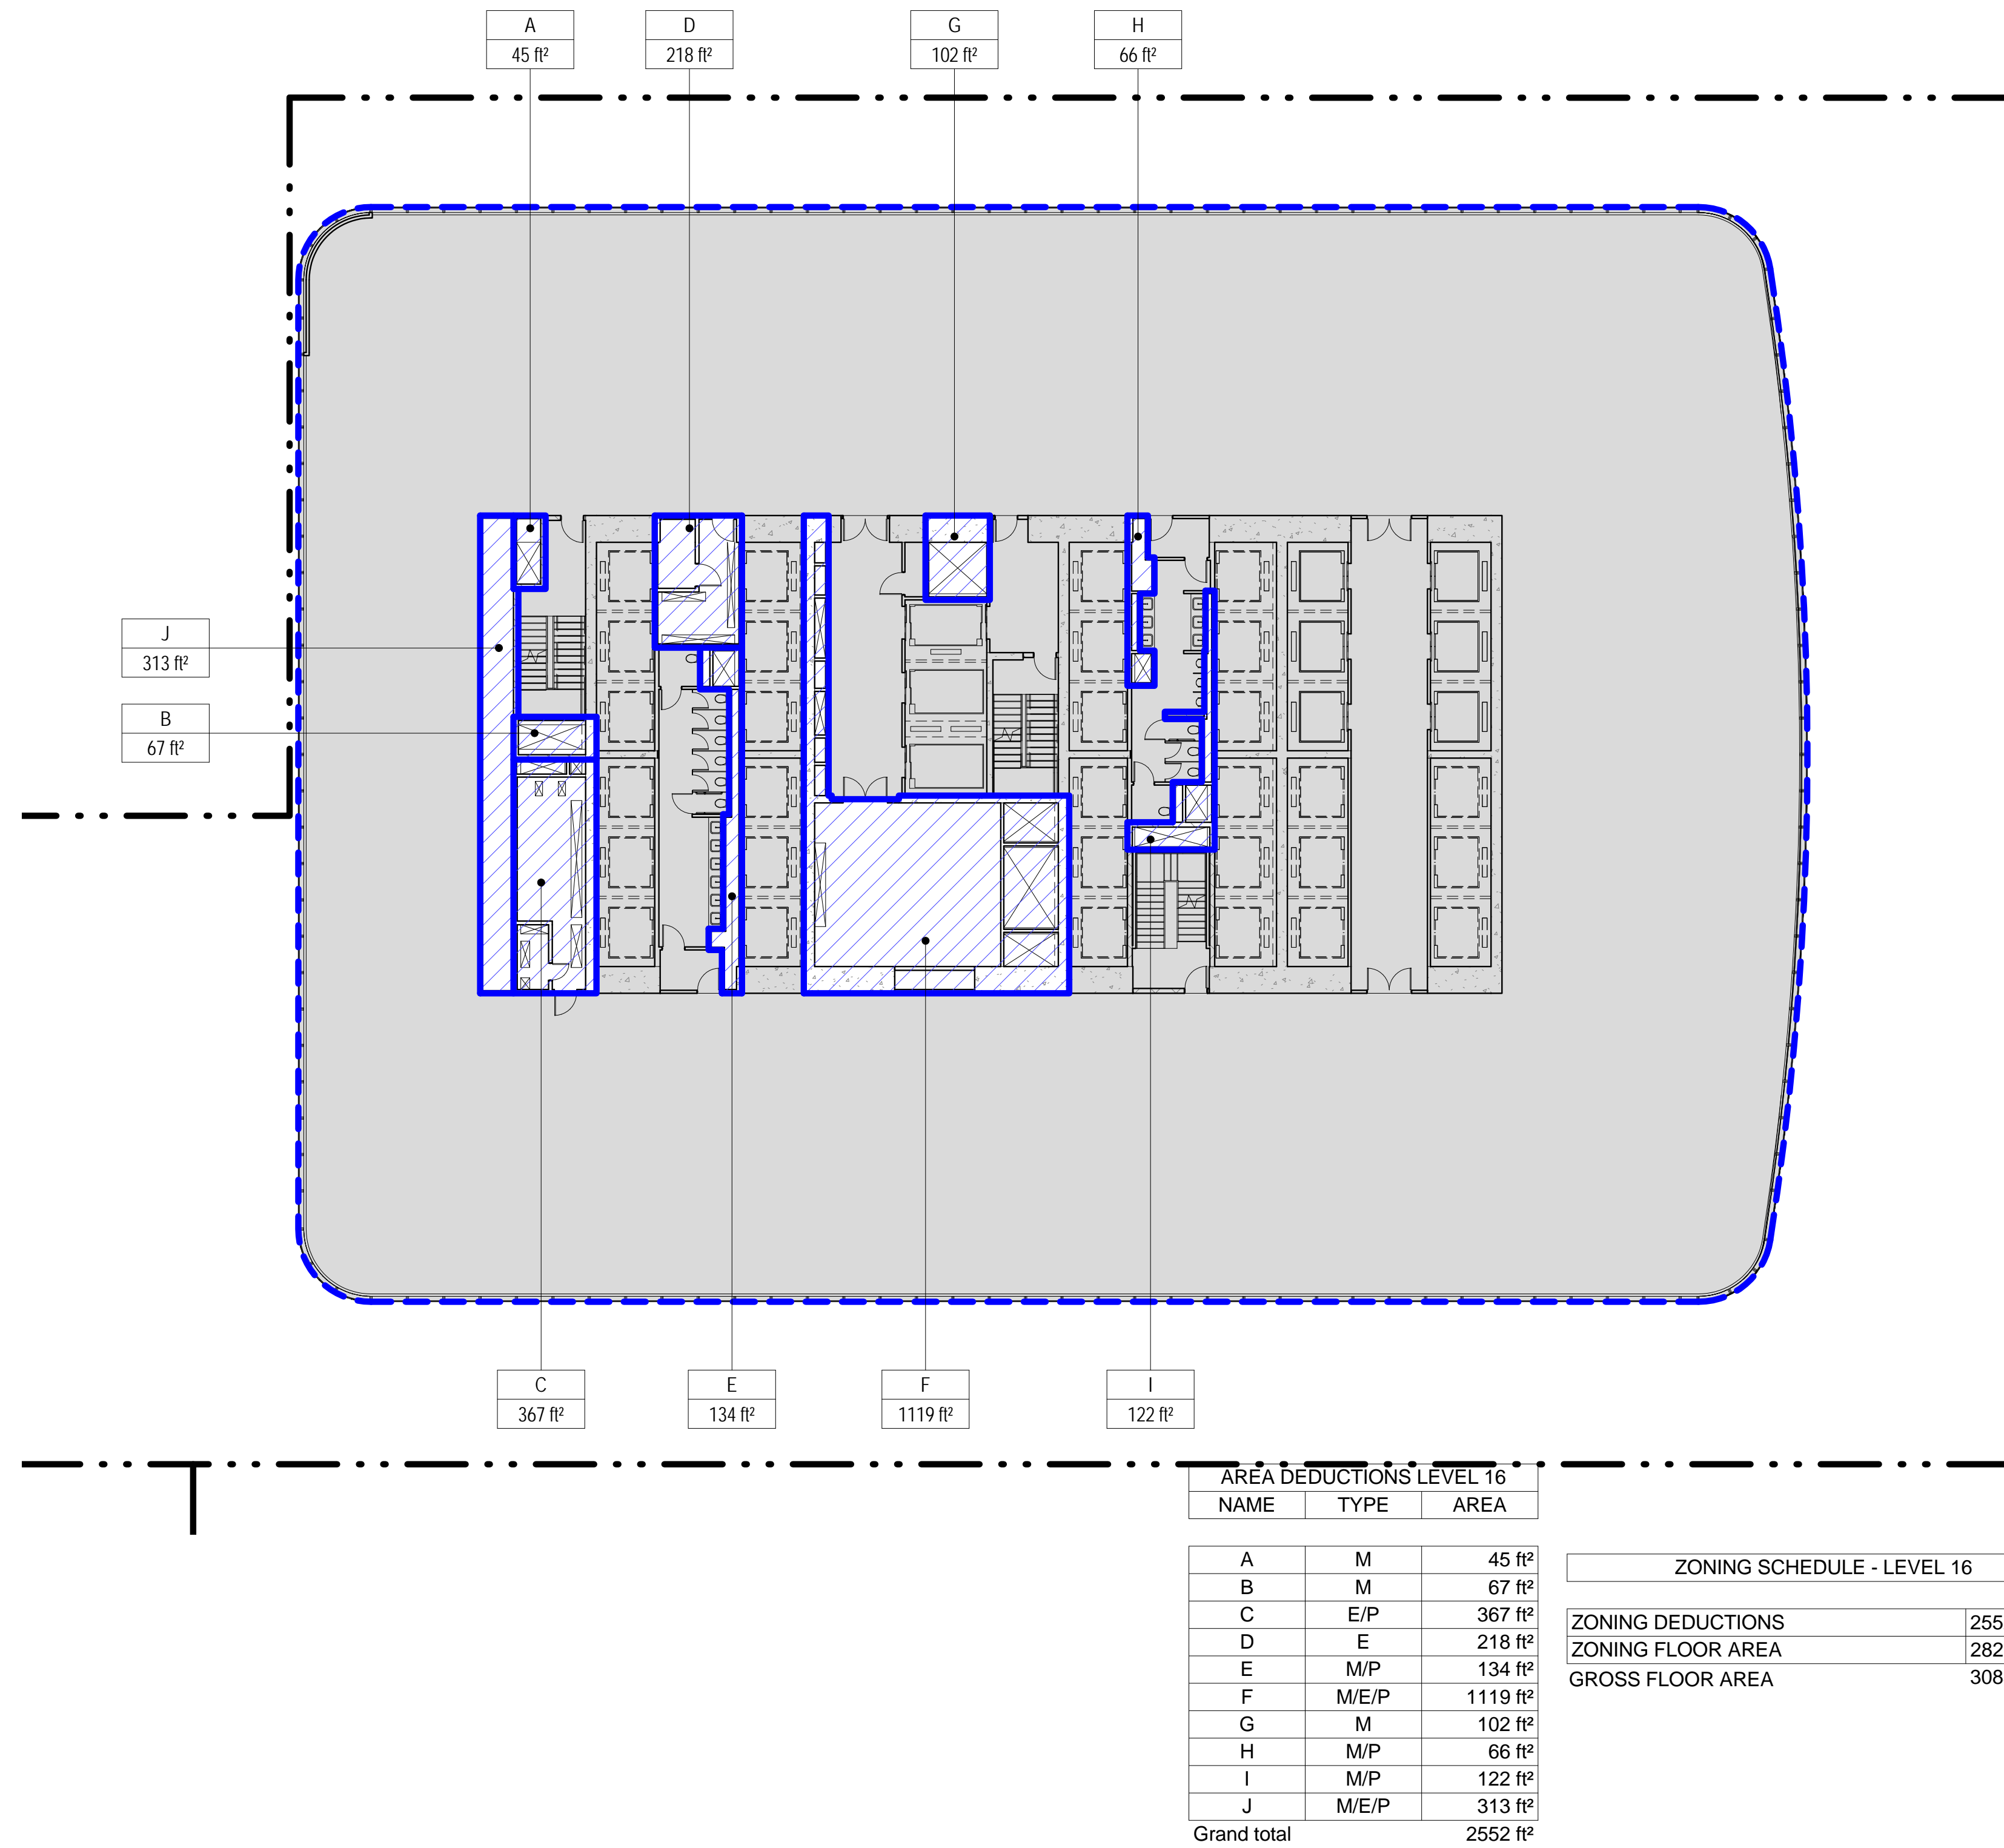 A
45 ft²
D
218 ft²
G
102 ft²
H
66 ft²
J
313 ft²
B
67 ft²
C
367 ft²
E
134 ft²
F
1119 ft²
I
122 ft²
AREA DEDUCTIONS LEVEL 16
NAME TYPE AREA
A M 45 ft²
B M 67 ft²
C E/P 367 ft²
D E 218 ft²
E M/P 134 ft²
F M/E/P 1119 ft²
G M 102 ft²
H M/P 66 ft²
I M/P 122 ft²
J M/E/P 313 ft²
Grand total 2552 ft²
ZONING SCHEDULE - LEVEL 16
ZONING DEDUCTIONS 255
ZONING FLOOR AREA 282
GROSS FLOOR AREA 308